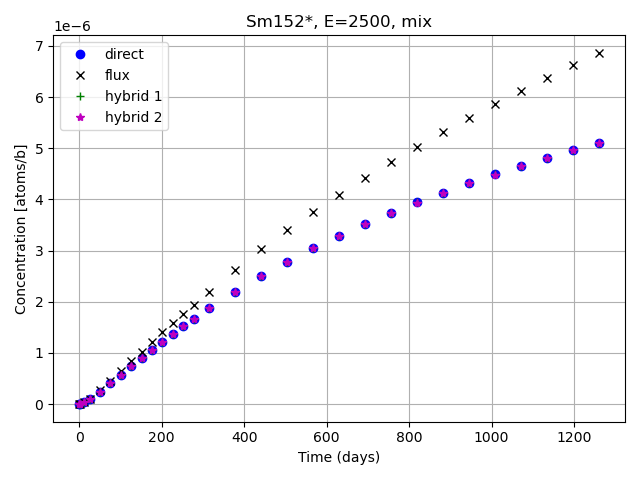 Sm152*, E=2500, mix
1e−6
direct
flux
hybrid 1
hybrid 2
7
6
5
4
3
2
1
0
Concentration [atoms/b]
0 200 400 600 800 1000 1200
Time (days)